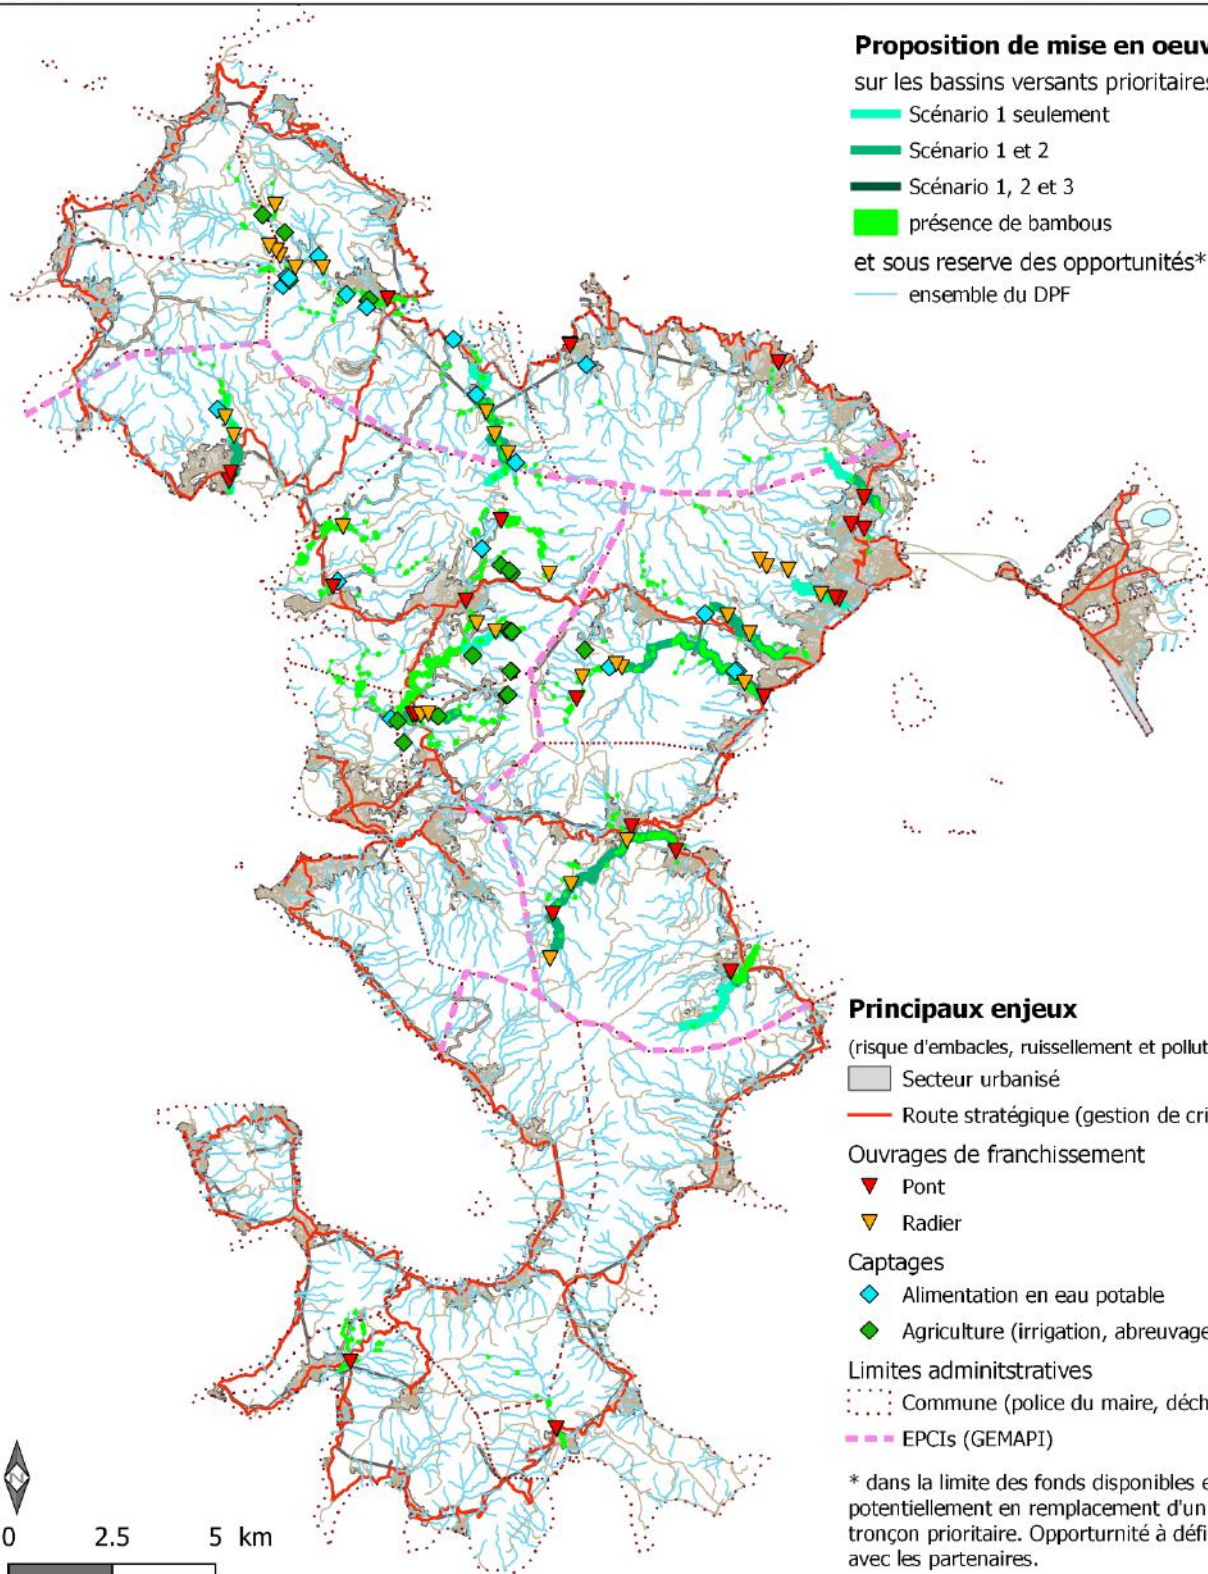 Proposition de mise en oeuv
sur les bassins versants prioritaires
Scénario 1 seulement
Scénario 1 et 2
Scénario 1, 2 et 3
présence de bambous
et sous reserve des opportunités*
ensemble du DPF
Principaux enjeux
(risque d'embacles, ruissellement et pollut
Secteur urbanisé
Route stratégique (gestion de cri
Ouvrages de franchissement
Pont
Radier
Captages
Alimentation en eau potable
Agriculture (irrigation, abreuvage
Limites adminitstratives
Commune (police du maire, déch
EPCIs (GEMAPI)
* dans la limite des fonds disponibles e
potentiellement en remplacement d'un
tronçon prioritaire. Opporturnité à défi
avec les partenaires.
N
0 2.5 5 km